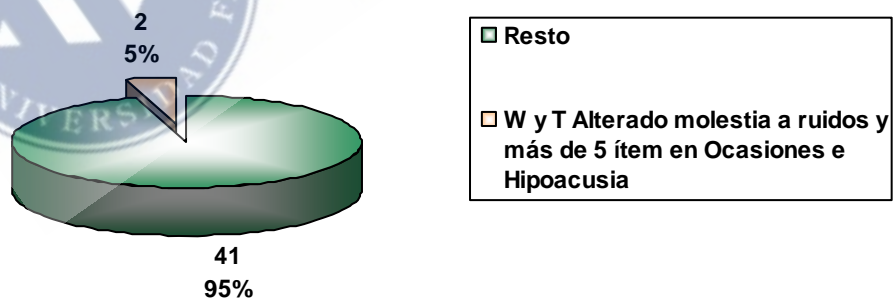 2
5%
41
95%
Resto
W y T Alterado molestia a ruidos y
más de 5 ítem en Ocasiones e
Hipoacusia